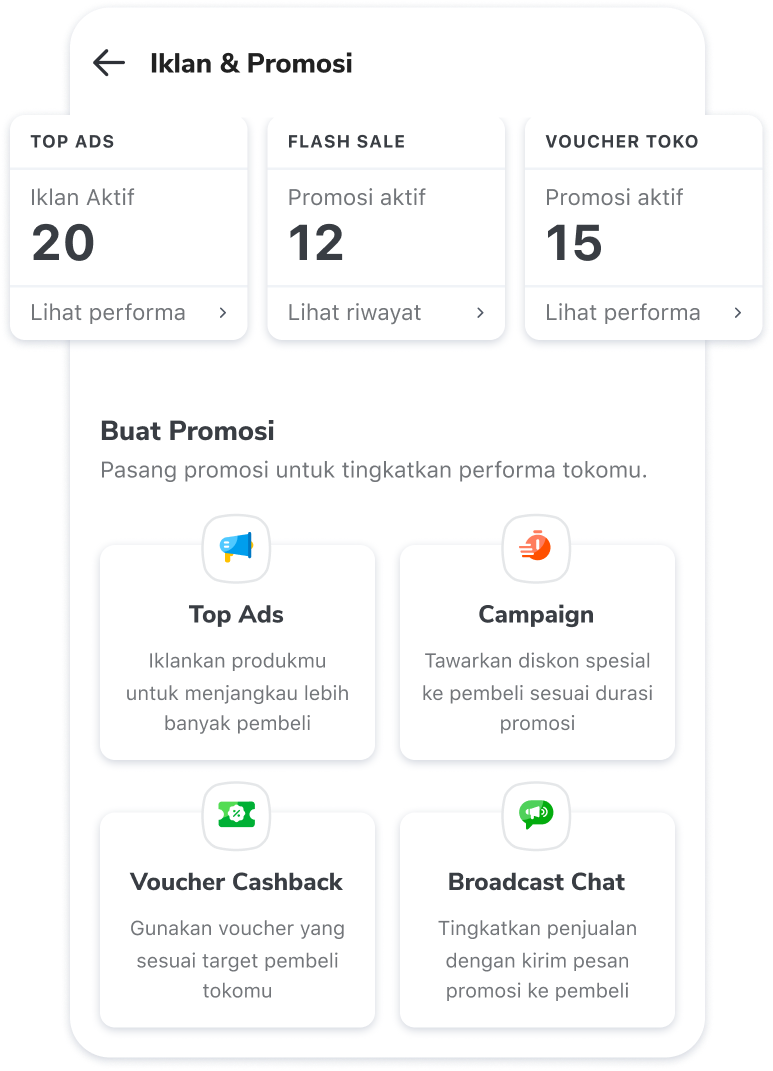 Iklan & Promosi
TOP ADS
Iklan Aktif
20
Lihat performa
FLASH SALE
Promosi aktif
12
Lihat riwayat
VOUCHER TOKO
Promosi aktif
15
Lihat performa
Buat Promosi
Pasang promosi untuk tingkatkan performa tokomu.
Top Ads
Iklankan produkmu
untuk menjangkau lebih
banyak pembeli
Campaign
Tawarkan diskon spesial
ke pembeli sesuai durasi
promosi
Voucher Cashback
Gunakan voucher yang
sesuai target pembeli
tokomu
Broadcast Chat
Tingkatkan penjualan
dengan kirim pesan
promosi ke pembeli